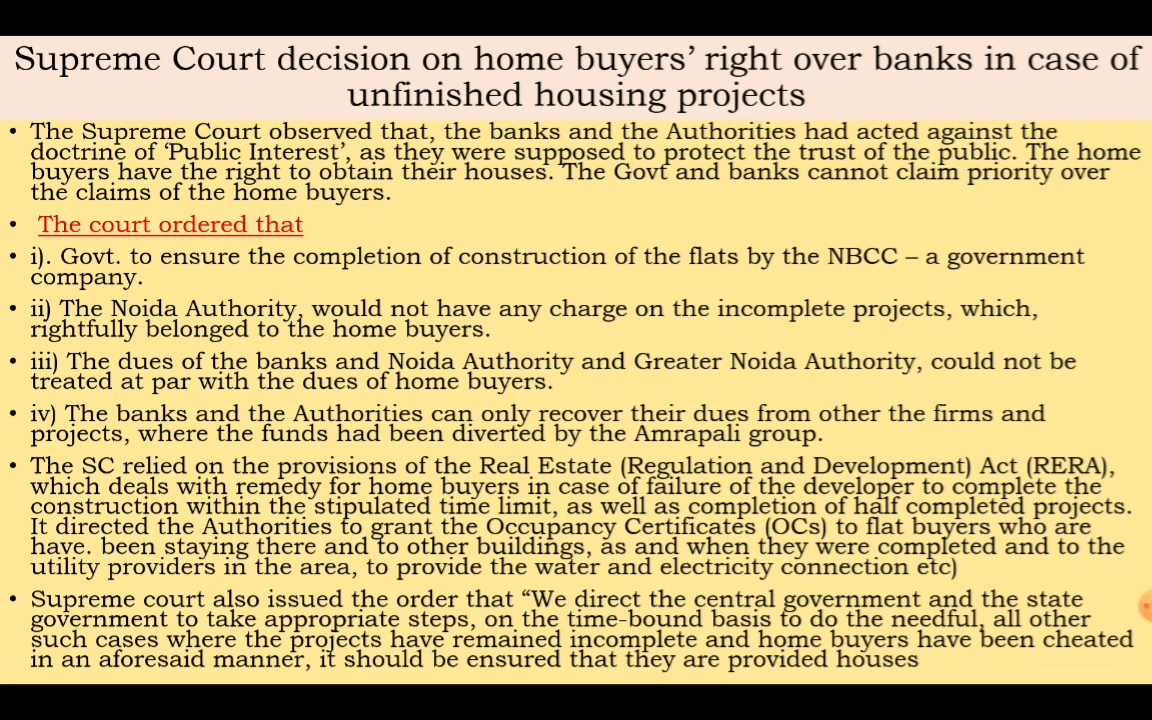 Supreme Court decision on home buyers’ right over banks in case of
unfinished housing projects
• The Supreme Court observed that, the banks and the Authorities had acted against the
doctrine of ‘Public Interest’, as they were supposed to protect the trust of the public. The home
buyers have the right to obtain their houses. The Govt and banks cannot claim priority over
the claims of the home buyers.
• The court ordered that
• i). Govt. to ensure the completion of construction of the flats by the NBCC – a government
company.
• ii) The Noida Authority, would not have any charge on the incomplete projects, which,
rightfully belonged to the home buyers.
• iii) The dues of the banks and Noida Authority and Greater Noida Authority, could not be
treated at par with the dues of home buyers.
• iv) The banks and the Authorities can only recover their dues from other the firms and
projects, where the funds had been diverted by the Amrapali group.
• The SC relied on the provisions of the Real Estate (Regulation and Development) Act (RERA),
which deals with remedy for home buyers in case of failure of the developer to complete the
construction within the stipulated time limit, as well as completion of half completed projects.
It directed the Authorities to grant the Occupancy Certificates (OCs) to flat buyers who are
have. been staying there and to other buildings, as and when they were completed and to the
utility providers in the area, to provide the water and electricity connection etc)
• Supreme court also issued the order that “We direct the central government and the state
government to take appropriate steps, on the time-bound basis to do the needful, all other
such cases where the projects have remained incomplete and home buyers have been cheated
in an aforesaid manner, it should be ensured that they are provided houses